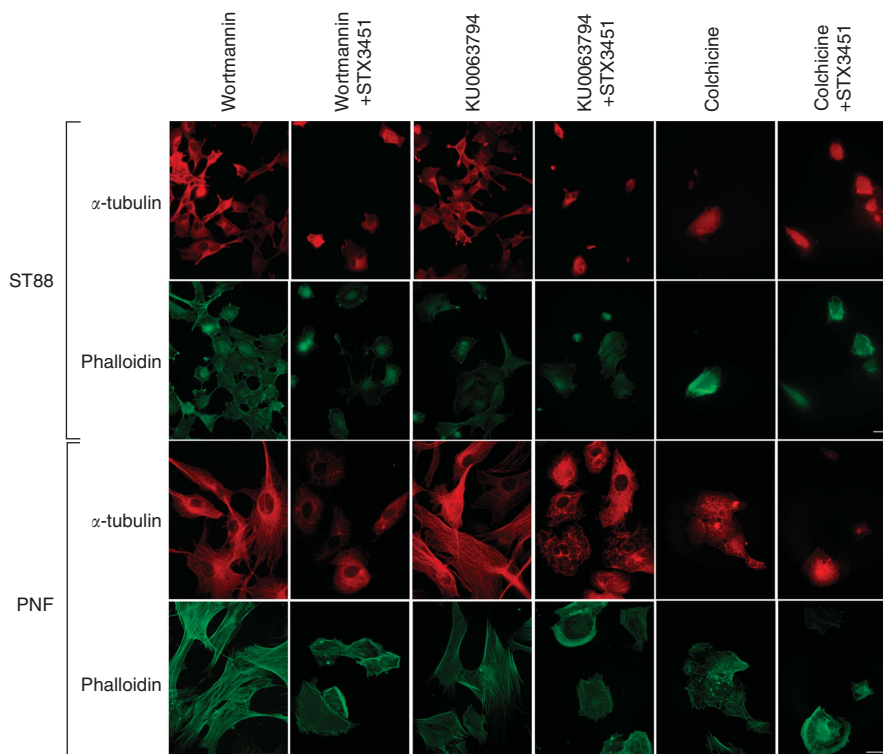 Wortmannin
Wortmannin
+STX3451
KU0063794
KU0063794
+STX3451
Colchicine
Colchicine
+STX3451
ST88
α-tubulin
Phalloidin
PNF
α-tubulin
Phalloidin